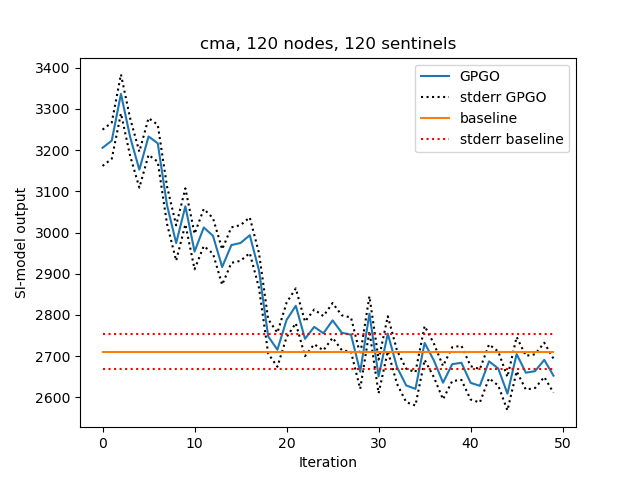 cma, 120 nodes, 120 sentinels
3400
3300
3200
3100
3000
2900
2800
2700
2600
SI-model output
GPGO
stderr GPGO
baseline
stderr baseline
0
10
20
30
40
50
Iteration